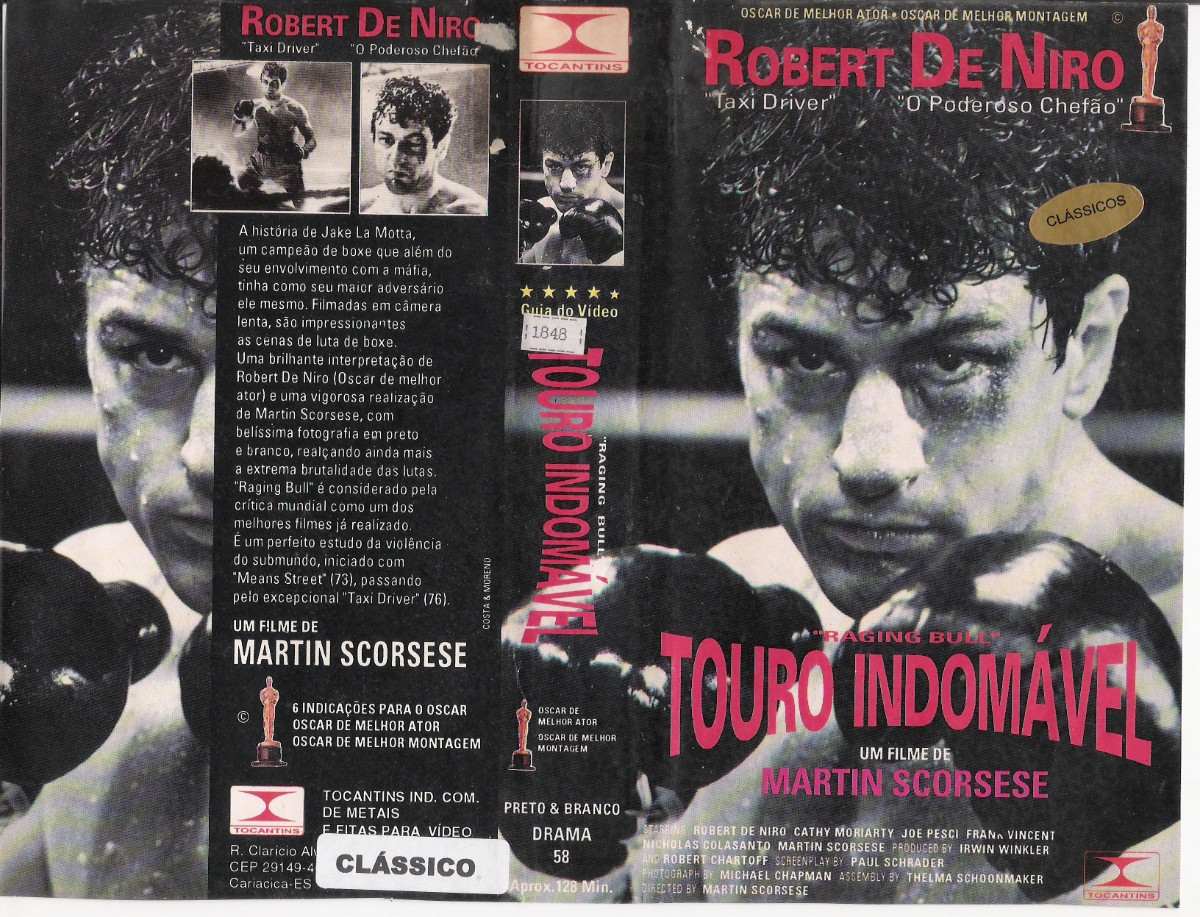 ROBERT DE NIRO
"Taxi Driver" "O Poderoso Chefão
A história de Jake La Motta,
um campeão de boxe que além do
seu envolvimento com a máfia,
tinha como seu maior adversário
ele mesmo. Filmadas em câmera
lenta, são impressionantes
as cenas de luta de boxe.
Uma brilhante interpretação de
Robert De Niro (Oscar de melhor
ator) e uma vigorosa realização
de Martin Scorsese, com
belíssima fotografia em preto
e branco, realçando ainda mais
a extrema brutalidade das lutas.
"Raging Bull" é considerado pela
crítica mundial como um dos
melhores filmes já realizado.
É um perfeito estudo da violência
do submundo, iniciado com
"Means Street" (73), passando
pelo excepcional "Taxi Driver" (76).
UM FILME DE
MARTIN SCORSESE
©
6 INDICAÇÕES PARA O OSCAR
OSCAR DE MELHOR ATOR
OSCAR DE MELHOR MONTAGEM
TOCANTINS
TOCANTINS IND. COM.
DE METAIS
E FITAS PARA VÍDEO
R. Clarício
CEP 29149-4
Cariacica-ES
CLÁSSICO
COSTA & MORENO
TOCANTINS
Guia do Vídeo
1848
"RAGING BULL"
TOURO INDOMÁVEL
OSCAR DE
MELHOR ATOR
OSCAR DE MELHOR
MONTAGEM
PRETO & BRANCO
DRAMA
58
Aprox.128 Min.
OSCAR DE MELHOR ATOR • OSCAR DE MELHOR MONTAGEM ©
ROBERT DE NIRO
"Taxi Driver" "O Poderoso Chefão"
CLÁSSICOS
"RAGING BULL"
TOURO INDOMÁVEL
UM FILME DE
MARTIN SCORSESE
STARRING ROBERT DE NIRO CATHY MORIARTY JOE PESCI FRANK VINCENT
NICHOLAS COLASANTO MARTIN SCORSESE PRODUCED BY IRWIN WINKLER
AND ROBERT CHARTOFF SCREENPLAY BY PAUL SCHRADER
PHOTOGRAPH BY MICHAEL CHAPMAN ASSEMBLY BY THELMA SCHOONMAKER
DIRECTED BY MARTIN SCORSESE
TOCANTINS